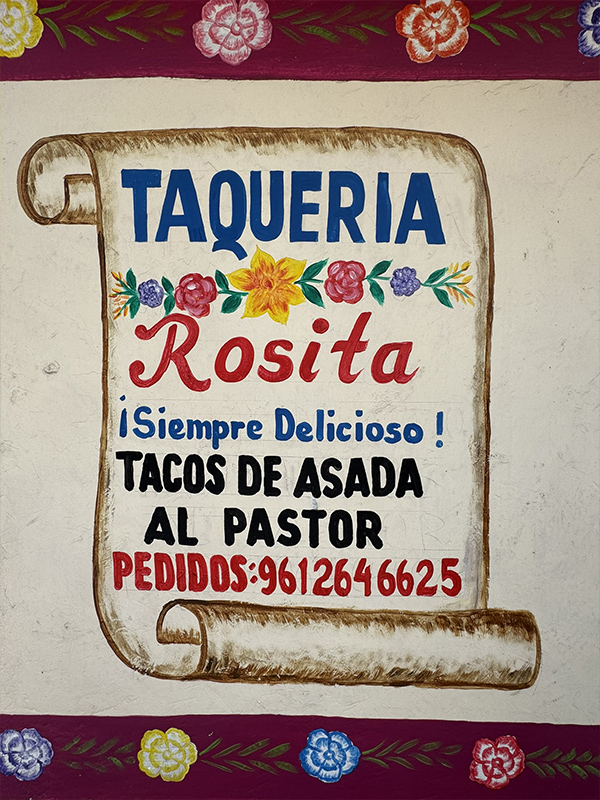 TAQUERIA
Rosita
¡Siempre Delicioso!
TACOS DE ASADA
AL PASTOR
PEDIDOS:9612646625